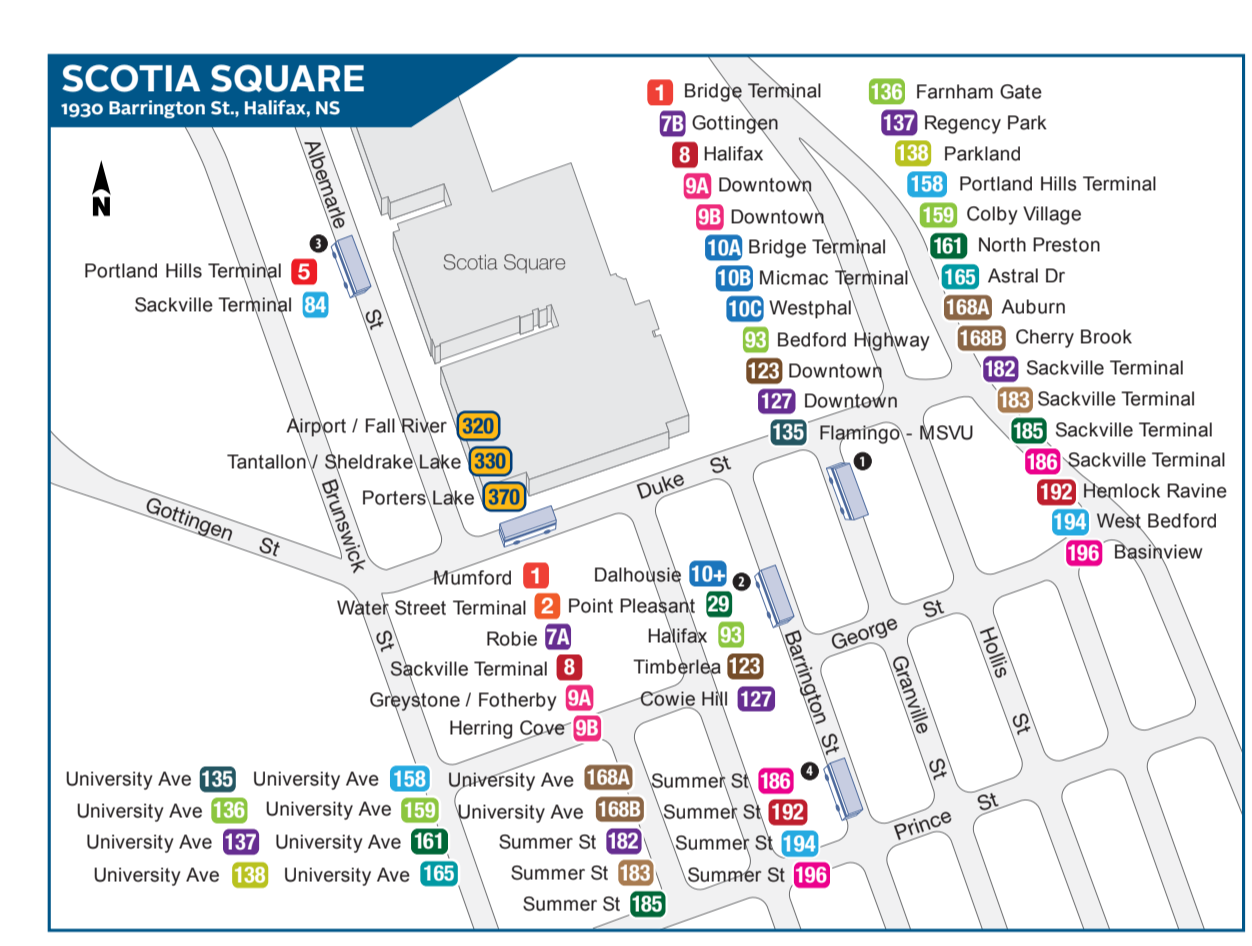 SCOTIA SQUARE
1930 Barrington St., Halifax, NS
N
Albemarle St
3
Portland Hills Terminal 5
Sackville Terminal 84
Scotia Square
1 Bridge Terminal
7B Gottingen
8 Halifax
9A Downtown
9B Downtown
10A Bridge Terminal
10B Micmac Terminal
10C Westphal
93 Bedford Highway
123 Downtown
127 Downtown
135 Flamingo - MSVU
136 Farnham Gate
137 Regency Park
138 Parkland
158 Portland Hills Terminal
159 Colby Village
161 North Preston
165 Astral Dr
168A Auburn
168B Cherry Brook
182 Sackville Terminal
183 Sackville Terminal
185 Sackville Terminal
186 Sackville Terminal
192 Hemlock Ravine
194 West Bedford
196 Basinview
1
Airport / Fall River 320
Tantallon / Sheldrake Lake 330
Porters Lake 370
Duke St
Gottingen St
Brunswick St
Mumford 1
Water Street Terminal 2
Robie 7A
Sackville Terminal 8
Greystone / Fotherby 9A
Herring Cove 9B
Dalhousie 10+
2
Point Pleasant 29
Halifax 93
Timberlea 123
Cowie Hill 127
Barrington St
George St
Granville St
Hollis St
Prince St
4
University Ave 135
University Ave 136
University Ave 137
University Ave 138
University Ave 158
University Ave 159
University Ave 161
University Ave 165
University Ave 168A
University Ave 168B
Summer St 182
Summer St 183
Summer St 185
Summer St 186
Summer St 192
Summer St 194
Summer St 196